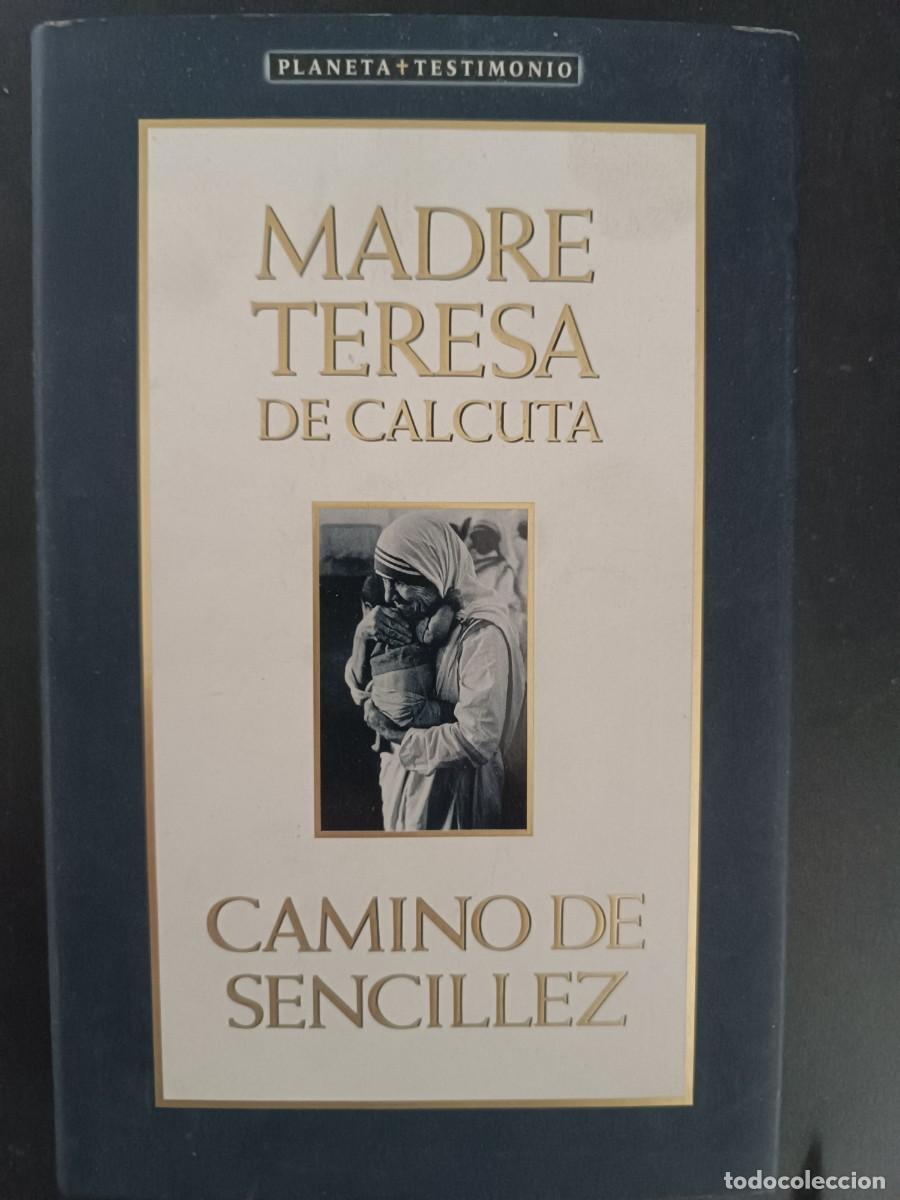 PLANETA✝TESTIMONIO
MADRE
TERESA
DE CALCUTA
CAMINO DE
SENCILLEZ
todocoleccion